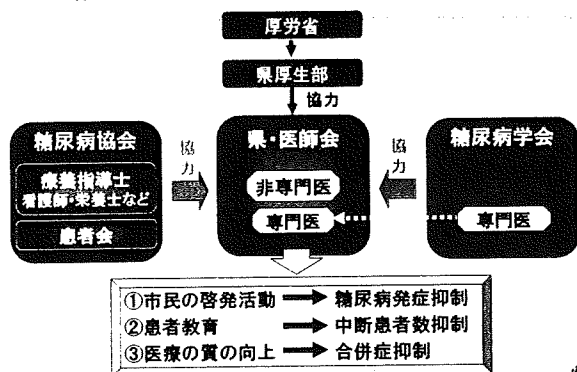 厚労省
県厚生部
協力
糖尿病協会
療養指導士
看護師・栄養士など
患者会
協力
県・医師会
非専門医
専門医
協力
糖尿病学会
専門医
①市民の啓発活動 → 糖尿病発症抑制
②患者教育 → 中断患者数抑制
③医療の質の向上 → 合併症抑制